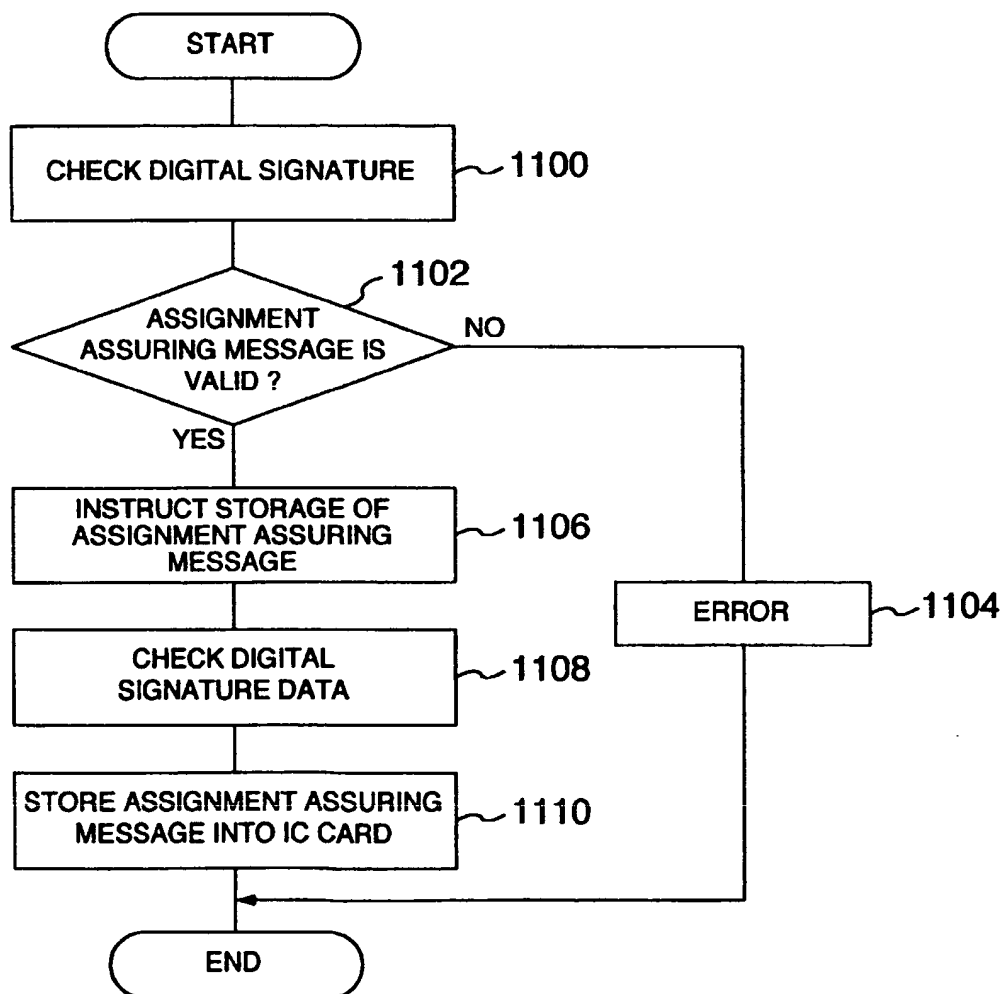 START
CHECK DIGITAL SIGNATURE
1100
1102
ASSIGNMENT
ASSURING MESSAGE IS
VALID ?
NO
YES
INSTRUCT STORAGE OF
ASSIGNMENT ASSURING
MESSAGE
1106
ERROR
1104
CHECK DIGITAL
SIGNATURE DATA
1108
STORE ASSIGNMENT ASSURING
MESSAGE INTO IC CARD
1110
END